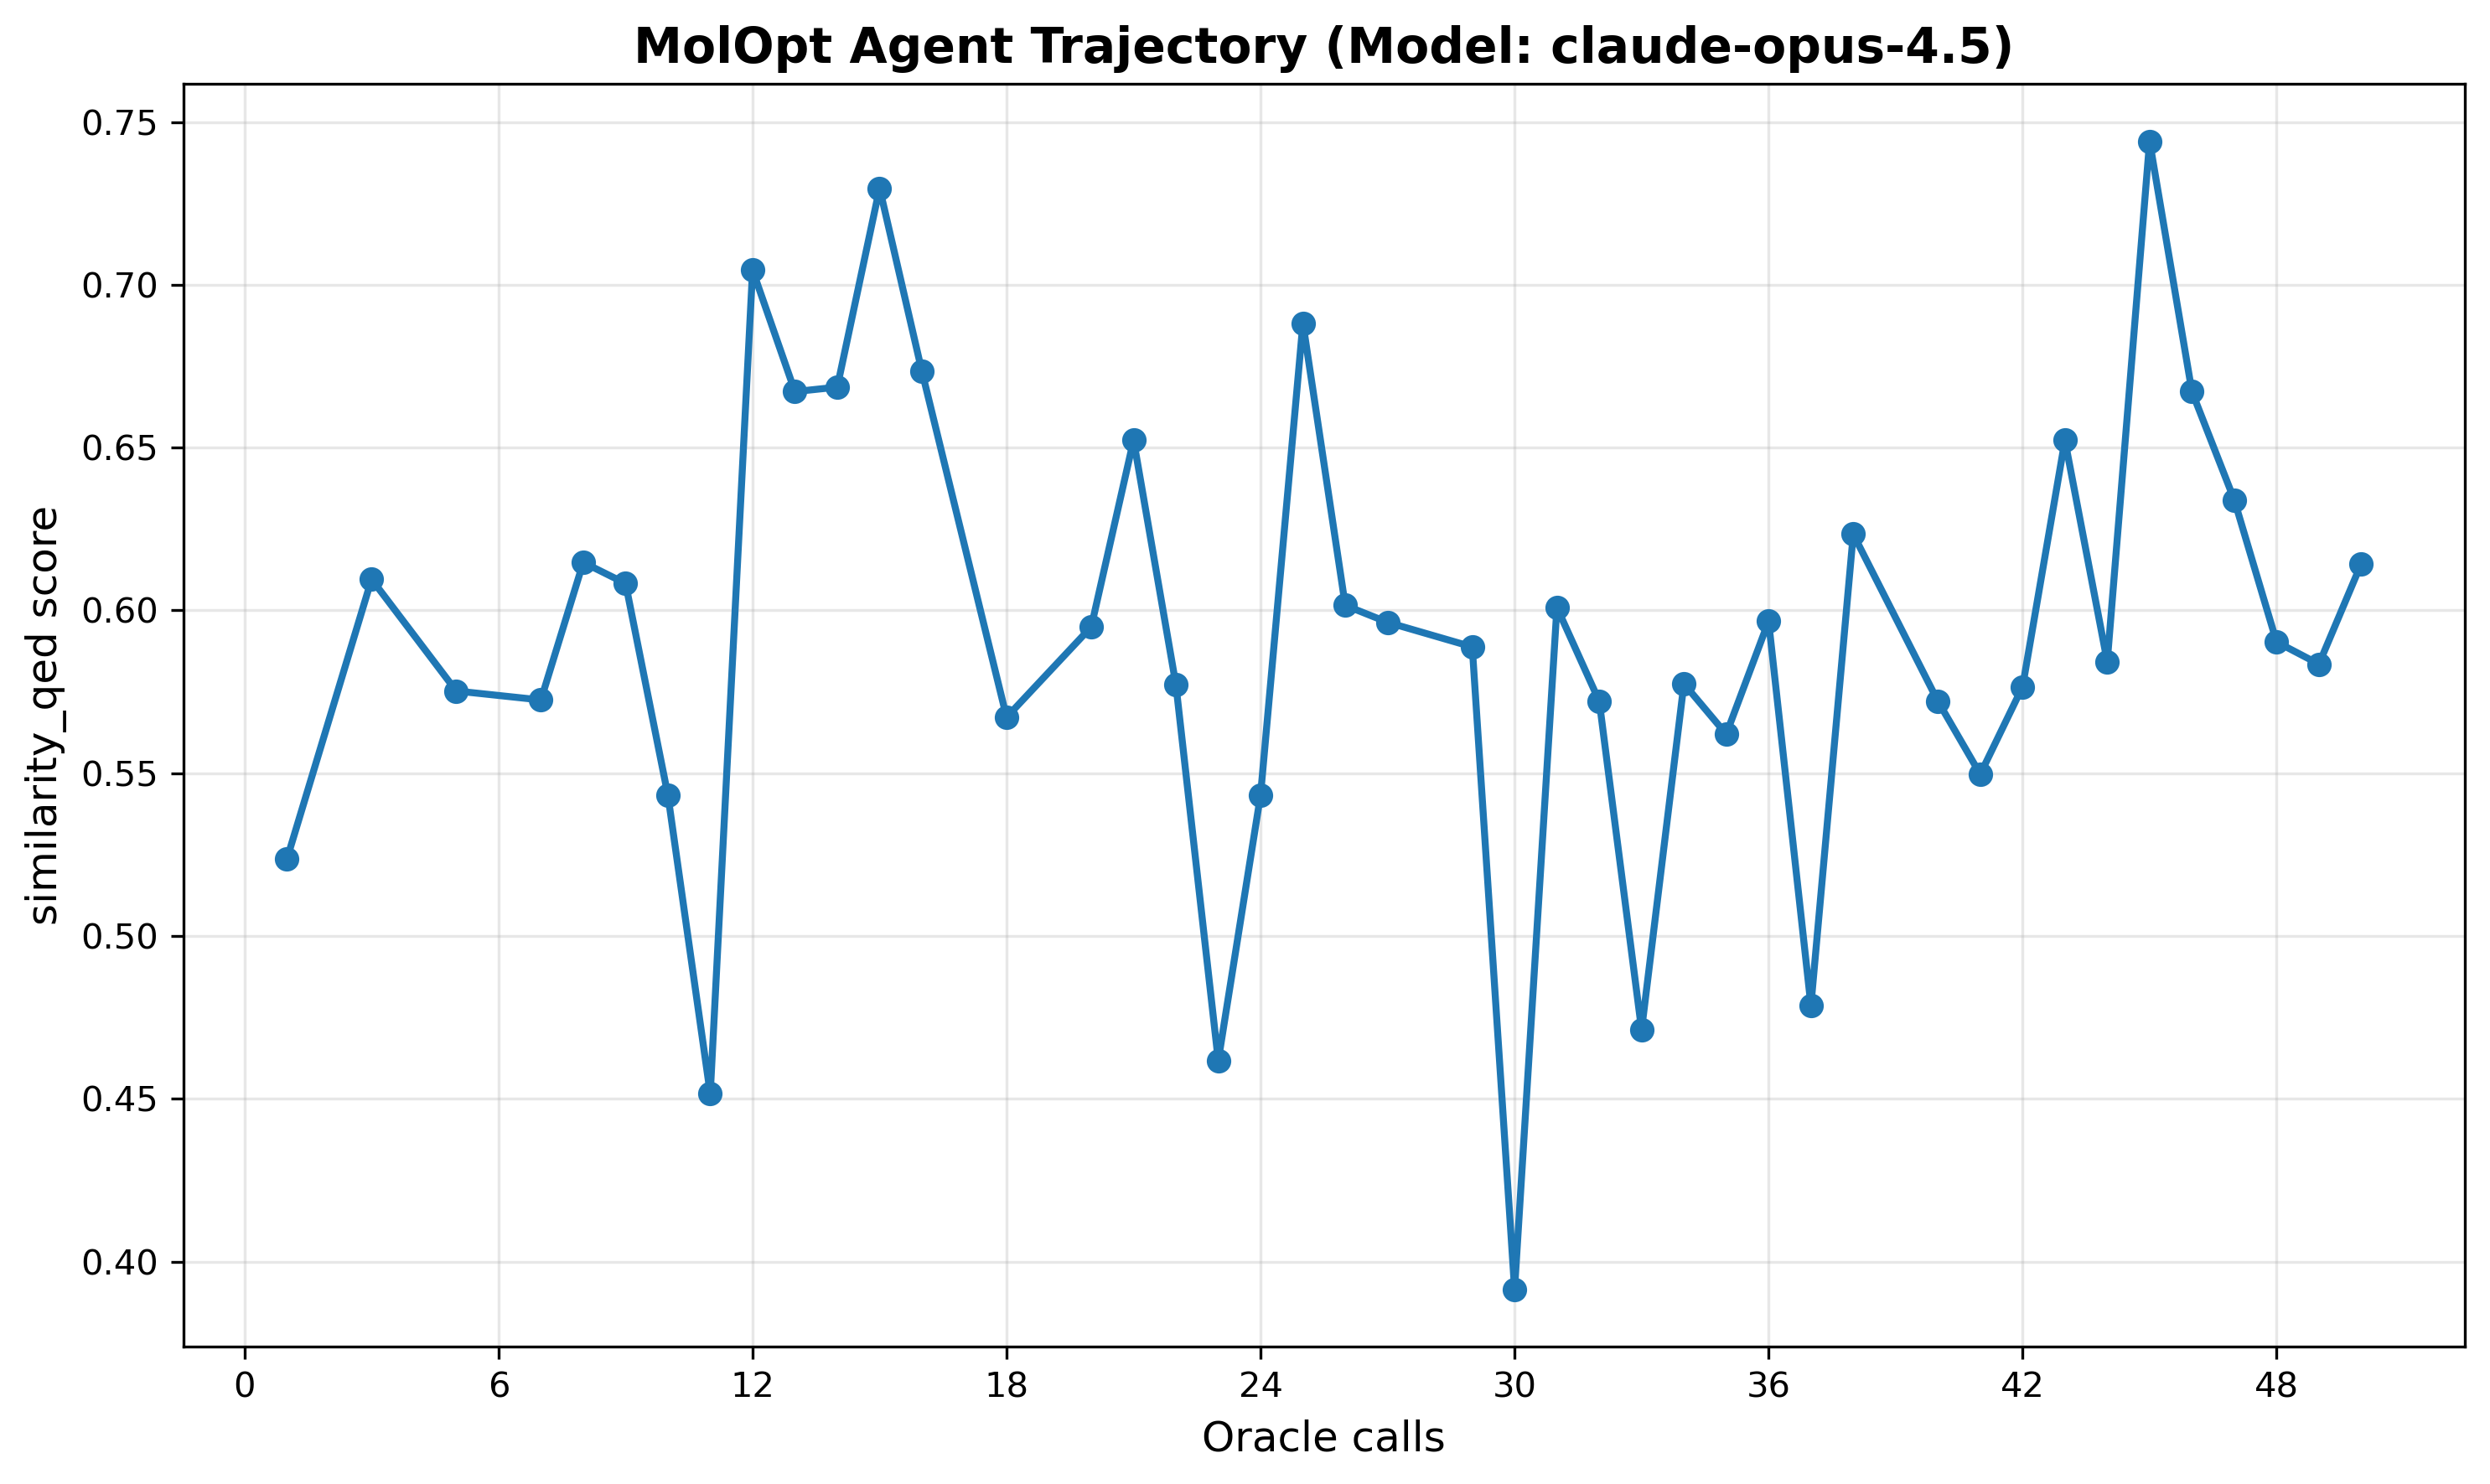 MolOpt Agent Trajectory (Model: claude-opus-4.5)
similarity_qed score
0.75
0.70
0.65
0.60
0.55
0.50
0.45
0.40
0 6 12 18 24 30 36 42 48
Oracle calls